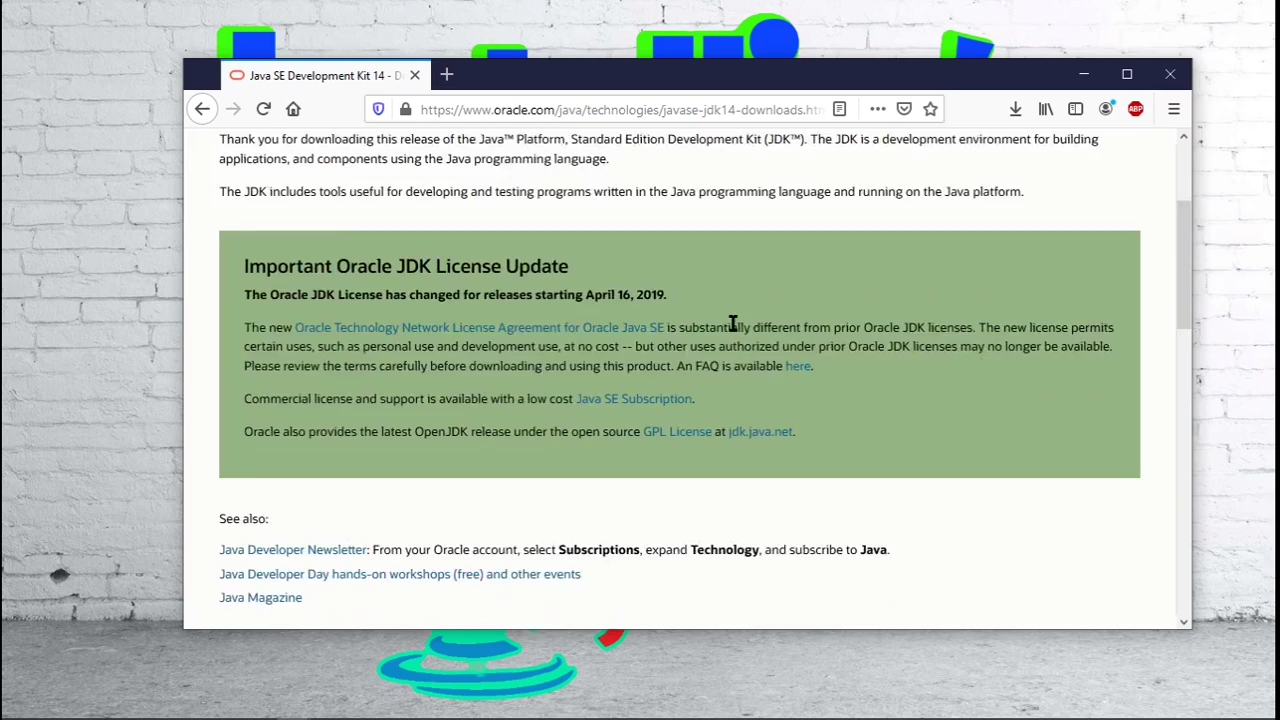 Java SE Development Kit 14 - D
https://www.oracle.com/java/technologies/javase-jdk14-downloads.htm
ABP
Thank you for downloading this release of the Java™ Platform, Standard Edition Development Kit (JDK™). The JDK is a development environment for building
applications, and components using the Java programming language.
The JDK includes tools useful for developing and testing programs written in the Java programming language and running on the Java platform.
Important Oracle JDK License Update
The Oracle JDK License has changed for releases starting April 16, 2019.
The new Oracle Technology Network License Agreement for Oracle Java SE is substantially different from prior Oracle JDK licenses. The new license permits
certain uses, such as personal use and development use, at no cost -- but other uses authorized under prior Oracle JDK licenses may no longer be available.
Please review the terms carefully before downloading and using this product. An FAQ is available here.
Commercial license and support is available with a low cost Java SE Subscription.
Oracle also provides the latest OpenJDK release under the open source GPL License at jdk.java.net.
See also:
Java Developer Newsletter: From your Oracle account, select Subscriptions, expand Technology, and subscribe to Java.
Java Developer Day hands-on workshops (free) and other events
Java Magazine